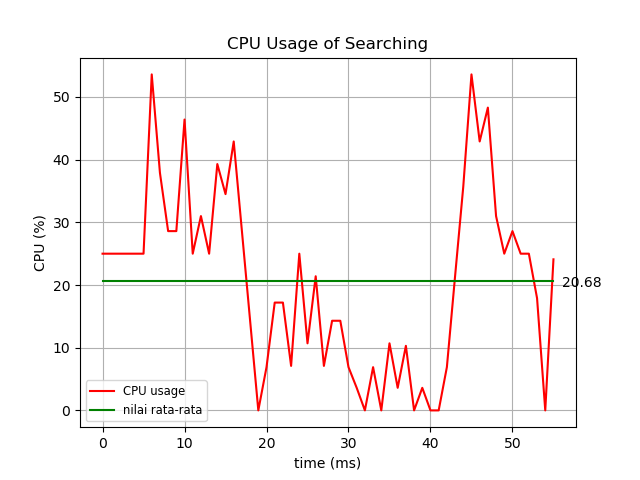 CPU Usage of Searching
CPU (%)
50
40
30
20
10
0
20.68
CPU usage
nilai rata-rata
0 10 20 30 40 50
time (ms)